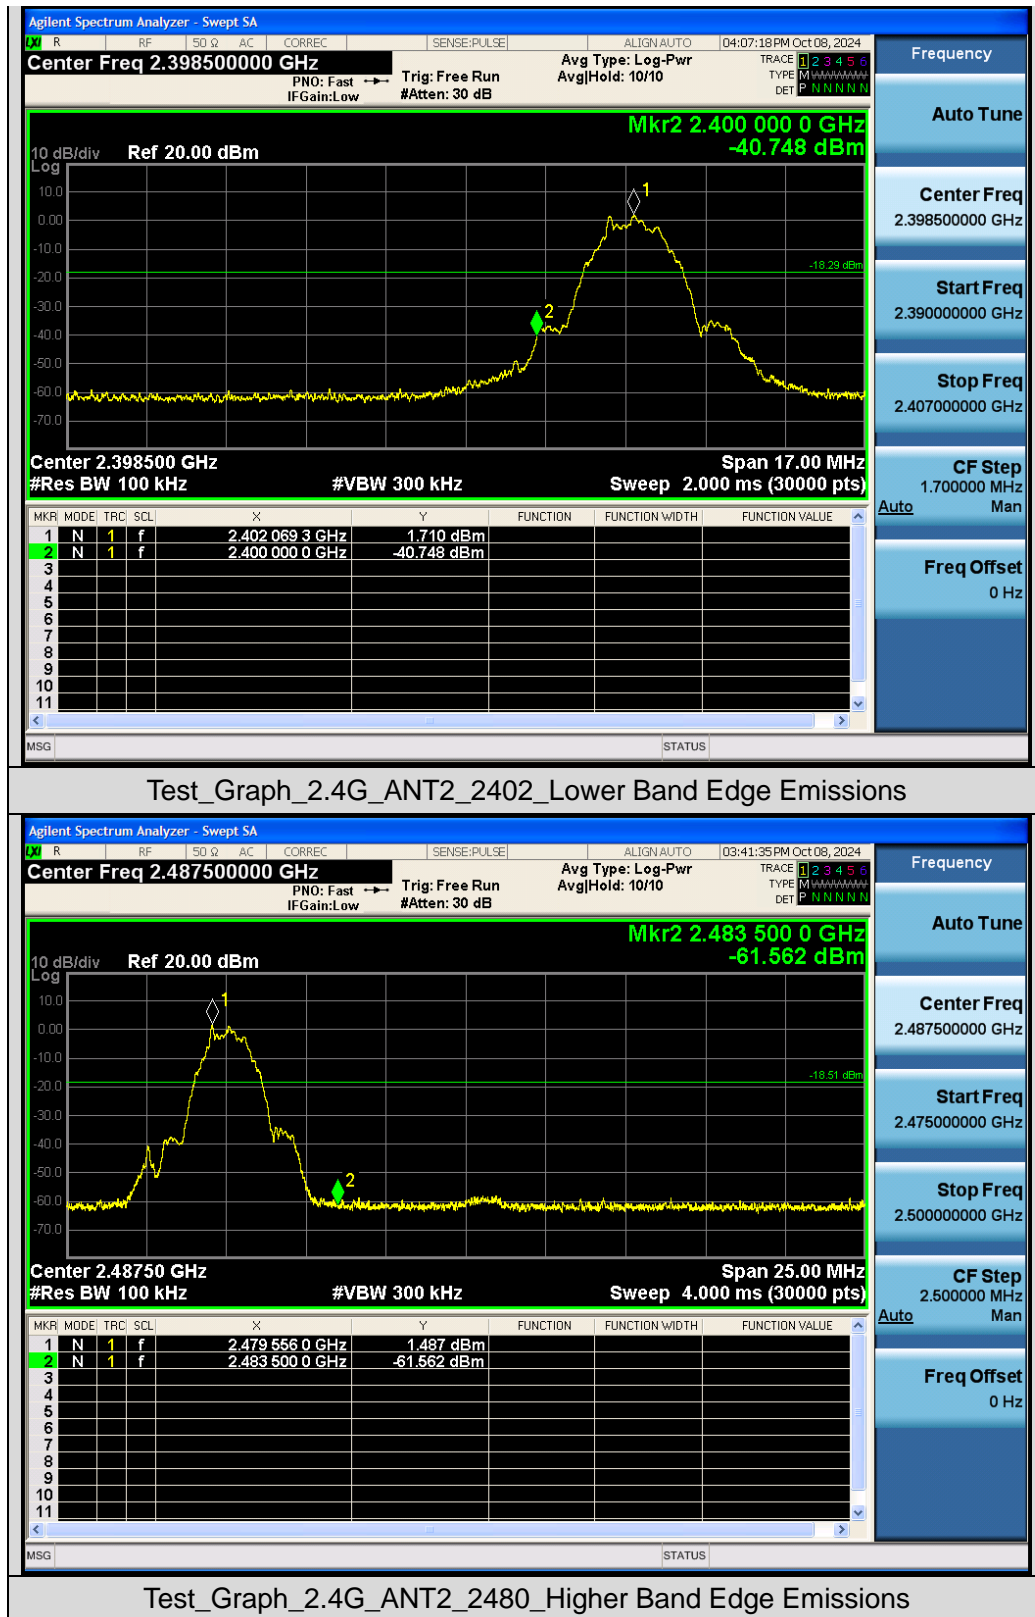 Agilent Spectrum Analyzer - Swept SA
LXI R RF 50 Ω AC CORREC SENSE:PULSE ALIGN AUTO 04:07:18 PM Oct 08, 2024
Center Freq 2.398500000 GHz
PNO: Fast
IFGain:Low
Trig: Free Run
#Atten: 30 dB
Avg Type: Log-Pwr
Avg|Hold: 10/10
TRACE 1 2 3 4 5 6
TYPE M WWWWW
DET P N N N N N
Mkr2 2.400 000 0 GHz
-40.748 dBm
10 dB/div Ref 20.00 dBm
Log
10.0
0.00
-10.0
-20.0
-30.0
-40.0
-50.0
-60.0
-70.0
1
2
-18.29 dBm
Center 2.398500 GHz Span 17.00 MHz
#Res BW 100 kHz #VBW 300 kHz Sweep 2.000 ms (30000 pts)
MKR MODE TRC SCL X Y FUNCTION FUNCTION WIDTH FUNCTION VALUE
1 N 1 f 2.402 069 3 GHz 1.710 dBm
2 N 1 f 2.400 000 0 GHz -40.748 dBm
3
4
5
6
7
8
9
10
11
MSG STATUS
Frequency
Auto Tune
Center Freq
2.398500000 GHz
Start Freq
2.390000000 GHz
Stop Freq
2.407000000 GHz
CF Step
1.700000 MHz
Auto Man
Freq Offset
0 Hz
Test_Graph_2.4G_ANT2_2402_Lower Band Edge Emissions
Agilent Spectrum Analyzer - Swept SA
LXI R RF 50 Ω AC CORREC SENSE:PULSE ALIGN AUTO 03:41:35 PM Oct 08, 2024
Center Freq 2.487500000 GHz
PNO: Fast
IFGain:Low
Trig: Free Run
#Atten: 30 dB
Avg Type: Log-Pwr
Avg|Hold: 10/10
TRACE 1 2 3 4 5 6
TYPE M WWWWW
DET P N N N N N
Mkr2 2.483 500 0 GHz
-61.562 dBm
10 dB/div Ref 20.00 dBm
Log
10.0
0.00
-10.0
-20.0
-30.0
-40.0
-50.0
-60.0
-70.0
1
2
-18.51 dBm
Center 2.48750 GHz Span 25.00 MHz
#Res BW 100 kHz #VBW 300 kHz Sweep 4.000 ms (30000 pts)
MKR MODE TRC SCL X Y FUNCTION FUNCTION WIDTH FUNCTION VALUE
1 N 1 f 2.479 556 0 GHz 1.487 dBm
2 N 1 f 2.483 500 0 GHz -61.562 dBm
3
4
5
6
7
8
9
10
11
MSG STATUS
Frequency
Auto Tune
Center Freq
2.487500000 GHz
Start Freq
2.475000000 GHz
Stop Freq
2.500000000 GHz
CF Step
2.500000 MHz
Auto Man
Freq Offset
0 Hz
Test_Graph_2.4G_ANT2_2480_Higher Band Edge Emissions